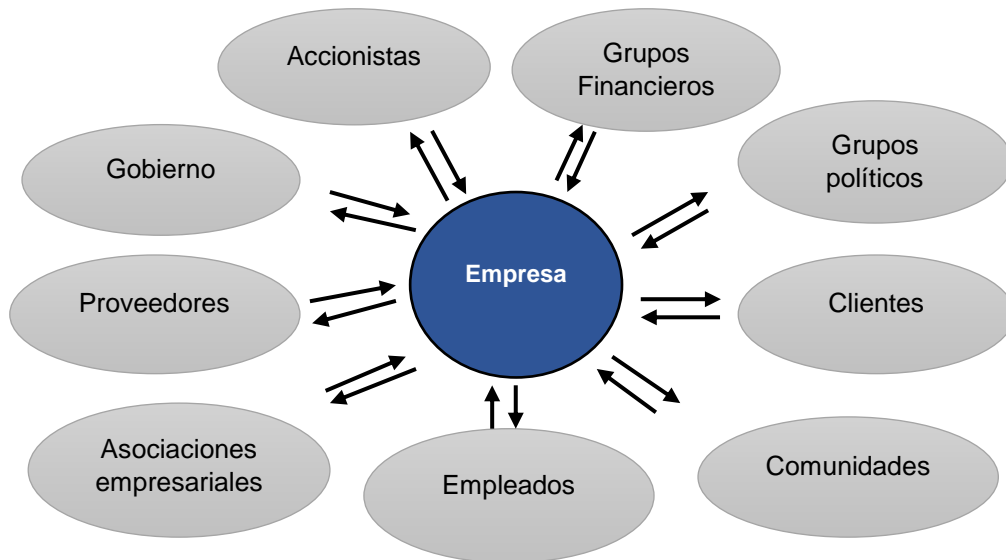 Accionistas
Grupos
Financieros
Gobierno
Grupos
políticos
Empresa
Proveedores
Clientes
Asociaciones
empresariales
Empleados
Comunidades